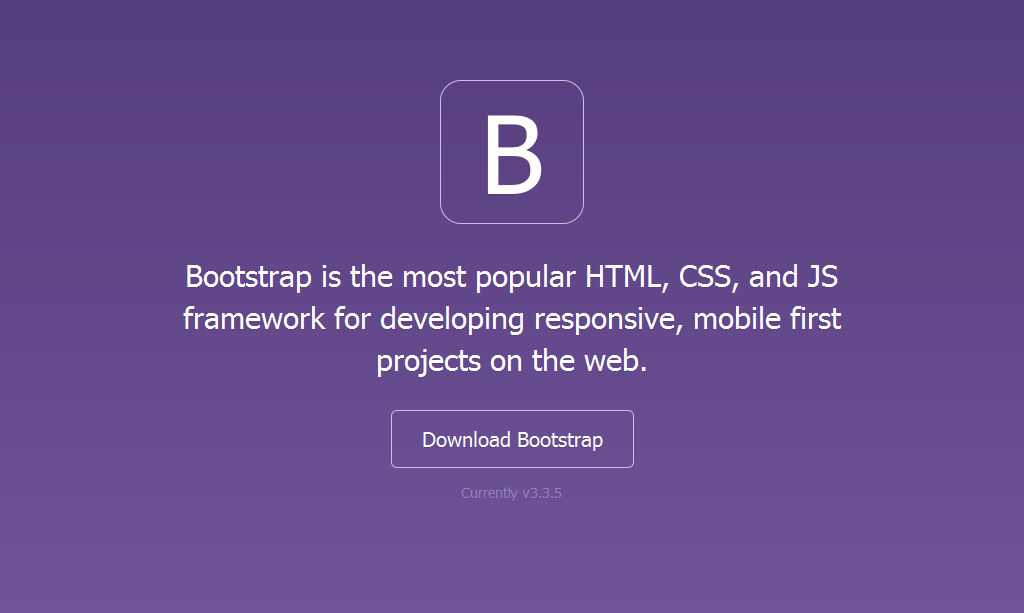 B
Bootstrap is the most popular HTML, CSS, and JS
framework for developing responsive, mobile first
projects on the web.
Download Bootstrap
Currently v3.3.5